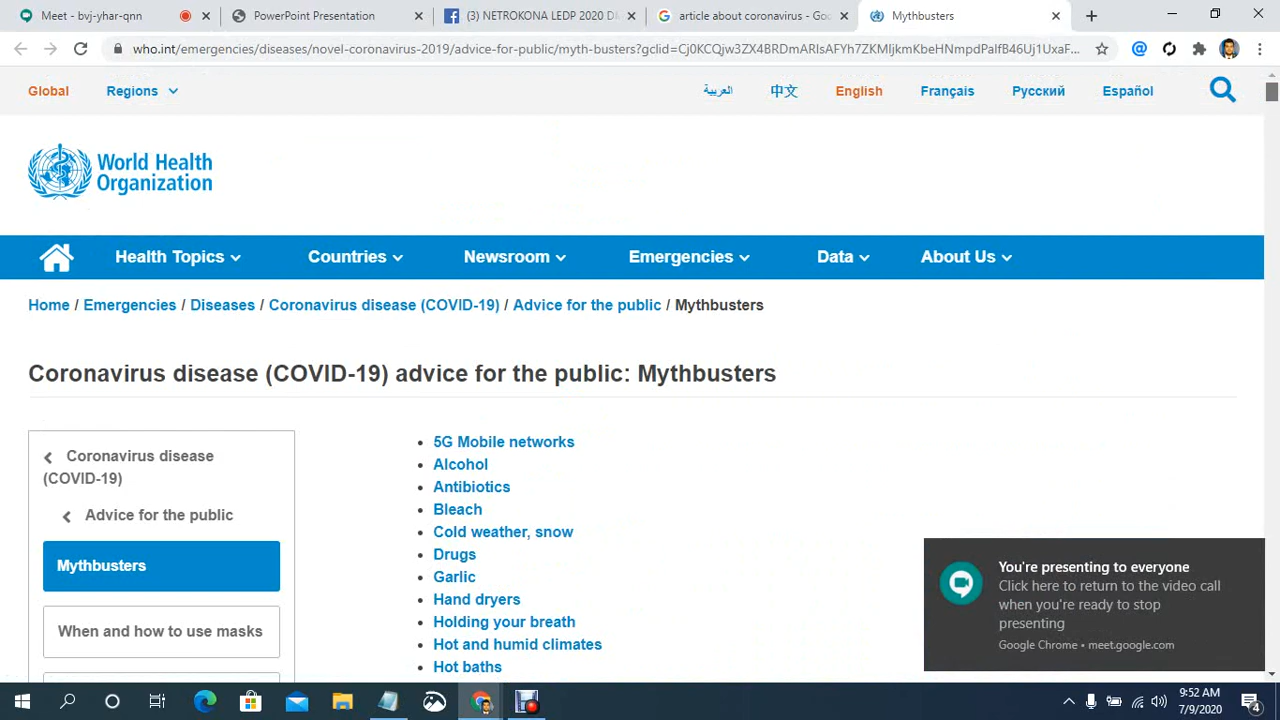 Meet - bvj-yhar-qnn
PowerPoint Presentation
(3) NETROKONA LEDP 2020 DM
article about coronavirus - Goo
Mythbusters
who.int/emergencies/diseases/novel-coronavirus-2019/advice-for-public/myth-busters?gclid=Cj0KCQjw3ZX4BRDmARIsAFYh7ZKMIjkmKbeHNmpdPalfB46Uj1UxaF...
Global
Regions
العربية
中文
English
Français
Русский
Español
World Health
Organization
Health Topics
Countries
Newsroom
Emergencies
Data
About Us
Home / Emergencies / Diseases / Coronavirus disease (COVID-19) / Advice for the public / Mythbusters
Coronavirus disease (COVID-19) advice for the public: Mythbusters
Coronavirus disease
(COVID-19)
Advice for the public
Mythbusters
When and how to use masks
• 5G Mobile networks
• Alcohol
• Antibiotics
• Bleach
• Cold weather, snow
• Drugs
• Garlic
• Hand dryers
• Holding your breath
• Hot and humid climates
• Hot baths
You're presenting to everyone
Click here to return to the video call
when you're ready to stop
presenting
Google Chrome • meet.google.com
9:52 AM
7/9/2020
4